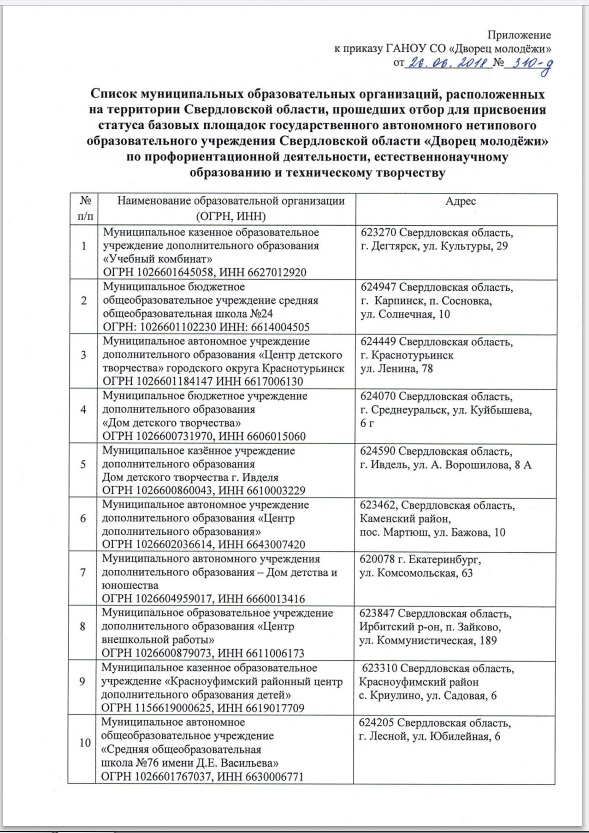 Приложение
к приказу ГАНОУ СО «Дворец молодёжи»
от 26.06.2018 № 310-д
Список муниципальных образовательных организаций, расположенных
на территории Свердловской области, прошедших отбор для присвоения
статуса базовых площадок государственного автономного нетипового
образовательного учреждения Свердловской области «Дворец молодёжи»
по профориентационной деятельности, естественнонаучному
образованию и техническому творчеству
№
п/п
Наименование образовательной организации
(ОГРН, ИНН)
Адрес
1
Муниципальное казенное образовательное
учреждение дополнительного образования
«Учебный комбинат»
ОГРН 1026601645058, ИНН 6627012920
623270 Свердловская область,
г. Дегтярск, ул. Культуры, 29
2
Муниципальное бюджетное
общеобразовательное учреждение средняя
общеобразовательная школа №24
ОГРН: 1026601102230 ИНН: 6614004505
624947 Свердловская область,
г. Карпинск, п. Сосновка,
ул. Солнечная, 10
3
Муниципальное автономное учреждение
дополнительного образования «Центр детского
творчества» городского округа Краснотурьинск
ОГРН 1026601184147 ИНН 6617006130
624449 Свердловская область,
г. Краснотурьинск
ул. Ленина, 78
4
Муниципальное бюджетное учреждение
дополнительного образования
«Дом детского творчества»
ОГРН 1026600731970, ИНН 6606015060
624070 Свердловская область,
г. Среднеуральск, ул. Куйбышева,
6 г
5
Муниципальное казённое учреждение
дополнительного образования
Дом детского творчества г. Ивделя
ОГРН 1026600860043, ИНН 6610003229
624590 Свердловская область,
г. Ивдель, ул. А. Ворошилова, 8 А
6
Муниципальное автономное учреждение
дополнительного образования «Центр
дополнительного образования»
ОГРН 1026602036614, ИНН 6643007420
623462, Свердловская область,
Каменский район,
пос. Мартюш, ул. Бажова, 10
7
Муниципального автономного учреждения
дополнительного образования – Дом детства и
юношества
ОГРН 1026604959017, ИНН 6660013416
620078 г. Екатеринбург,
ул. Комсомольская, 63
8
Муниципальное образовательное учреждение
дополнительного образования «Центр
внешкольной работы»
ОГРН 1026600879073, ИНН 6611006173
623847 Свердловская область,
Ирбитский р-он, п. Зайково,
ул. Коммунистическая, 189
9
Муниципальное казенное образовательное
учреждение «Красноуфимский районный центр
дополнительного образования детей»
ОГРН 1156619000625, ИНН 6619017709
623310 Свердловская область,
Красноуфимский район
с. Криулино, ул. Садовая, 6
10
Муниципальное автономное
общеобразовательное учреждение
«Средняя общеобразовательная
школа №76 имени Д.Е. Васильева»
ОГРН 1026601767037, ИНН 6630006771
624205 Свердловская область,
г. Лесной, ул. Юбилейная, 6